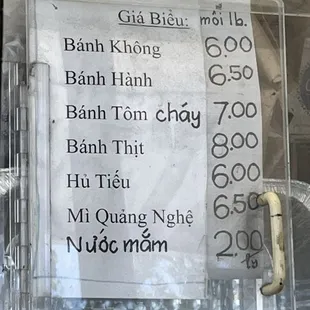 Giá Biểu: mỗi lb.
Bánh Không 6.00
Bánh Hành 6.50
Bánh Tôm cháy 7.00
Bánh Thịt 8.00
Hủ Tiếu 6.00
Mì Quảng Nghệ 6.50
Nước mắm 2.00